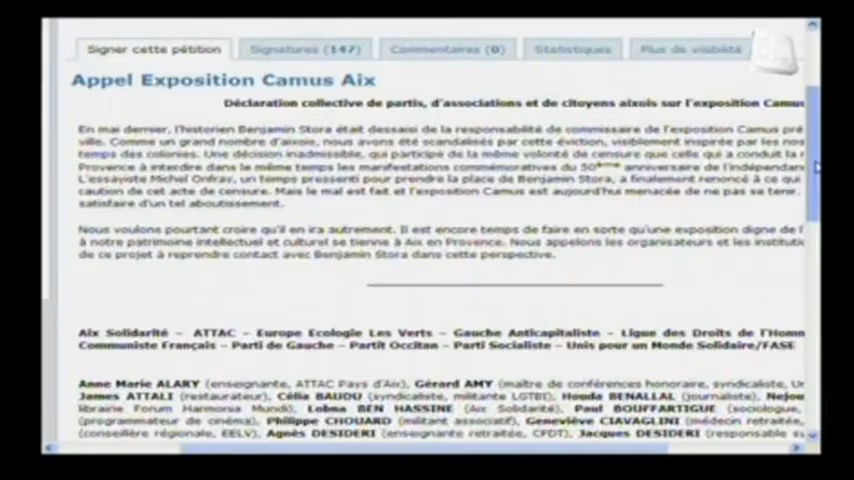 Signer cette pétition
Signatures (147)
Commentaires (0)
Statistiques
Plus de visibilité
Appel Exposition Camus Aix
Déclaration collective de partis, d'associations et de citoyens aixois sur l'exposition Camus
En mai dernier, l'historien Benjamin Stora était dessaisi de la responsabilité de commissaire de l'exposition Camus pré
ville. Comme un grand nombre d'aixois, nous avons été scandalisés par cette éviction, visiblement inspirée par les nos
temps des colonies. Une décision inadmissible, qui participe de la même volonté de censure que celle qui a conduit la
Provence à interdire dans le même temps les manifestations commémoratives du 50ème anniversaire de l'indépendan
L'essayiste Michel Onfray, un temps pressenti pour prendre la place de Benjamin Stora, a finalement renoncé à ce qui
caution de cet acte de censure. Mais le mal est fait et l'exposition Camus est aujourd'hui menacée de ne pas se tenir.
satisfaire d'un tel aboutissement.
Nous voulons pourtant croire qu'il en ira autrement. Il est encore temps de faire en sorte qu'une exposition digne de l'
à notre patrimoine intellectuel et culturel se tienne à Aix en Provence. Nous appelons les organisateurs et les institutio
de ce projet à reprendre contact avec Benjamin Stora dans cette perspective.
Aix Solidarité – ATTAC – Europe Ecologie Les Verts – Gauche Anticapitaliste – Ligue des Droits de l'Homm
Communiste Français – Parti de Gauche – Partit Occitan – Parti Socialiste – Unis pour un Monde Solidaire/FASE
Anne Marie ALARY (enseignante, ATTAC Pays d'Aix), Gérard AMY (maître de conférences honoraire, syndicaliste, Un
James ATTALI (restaurateur), Célia BAUDU (syndicaliste, militante LGTBI), Houda BENALLAL (journaliste), Nejou
librairie Forum Harmonia Mundi), Lobma BEN HASSINE (Aix Solidarité), Paul BOUFFARTIGUE (sociologue,
(programmateur de cinéma), Philippe CHOUARD (militant associatif), Geneviève CIAVAGLINI (médecin retraitée,
(conseillère régionale, EELV), Agnès DESIDERI (enseignante retraitée, CFDT), Jacques DESIDERI (responsable sy